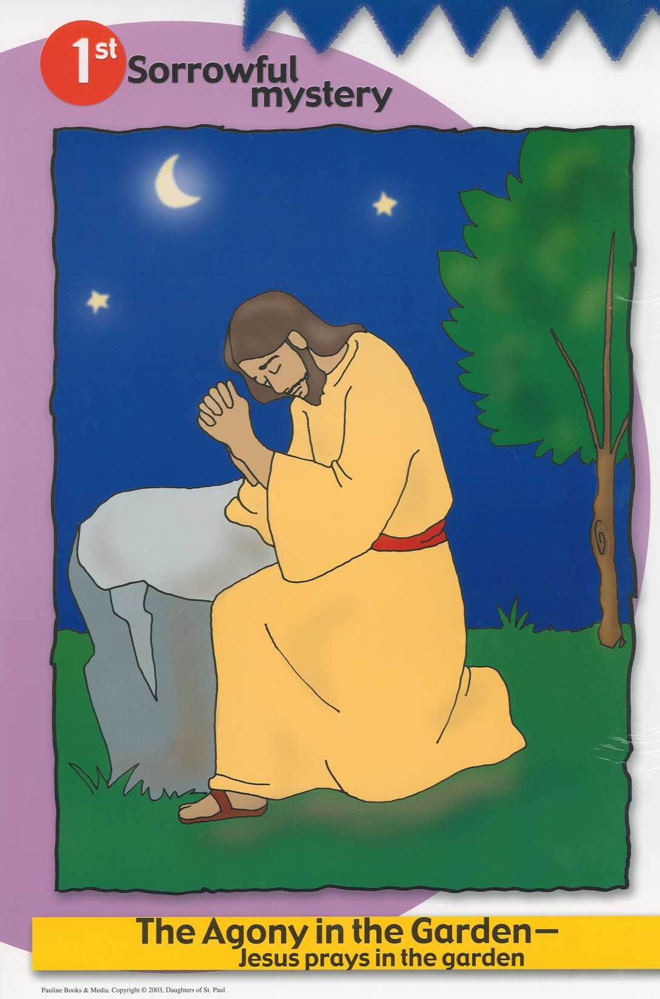 1st Sorrowful
mystery
The Agony in the Garden—
Jesus prays in the garden
Pauline Books & Media. Copyright © 2003, Daughters of St. Paul